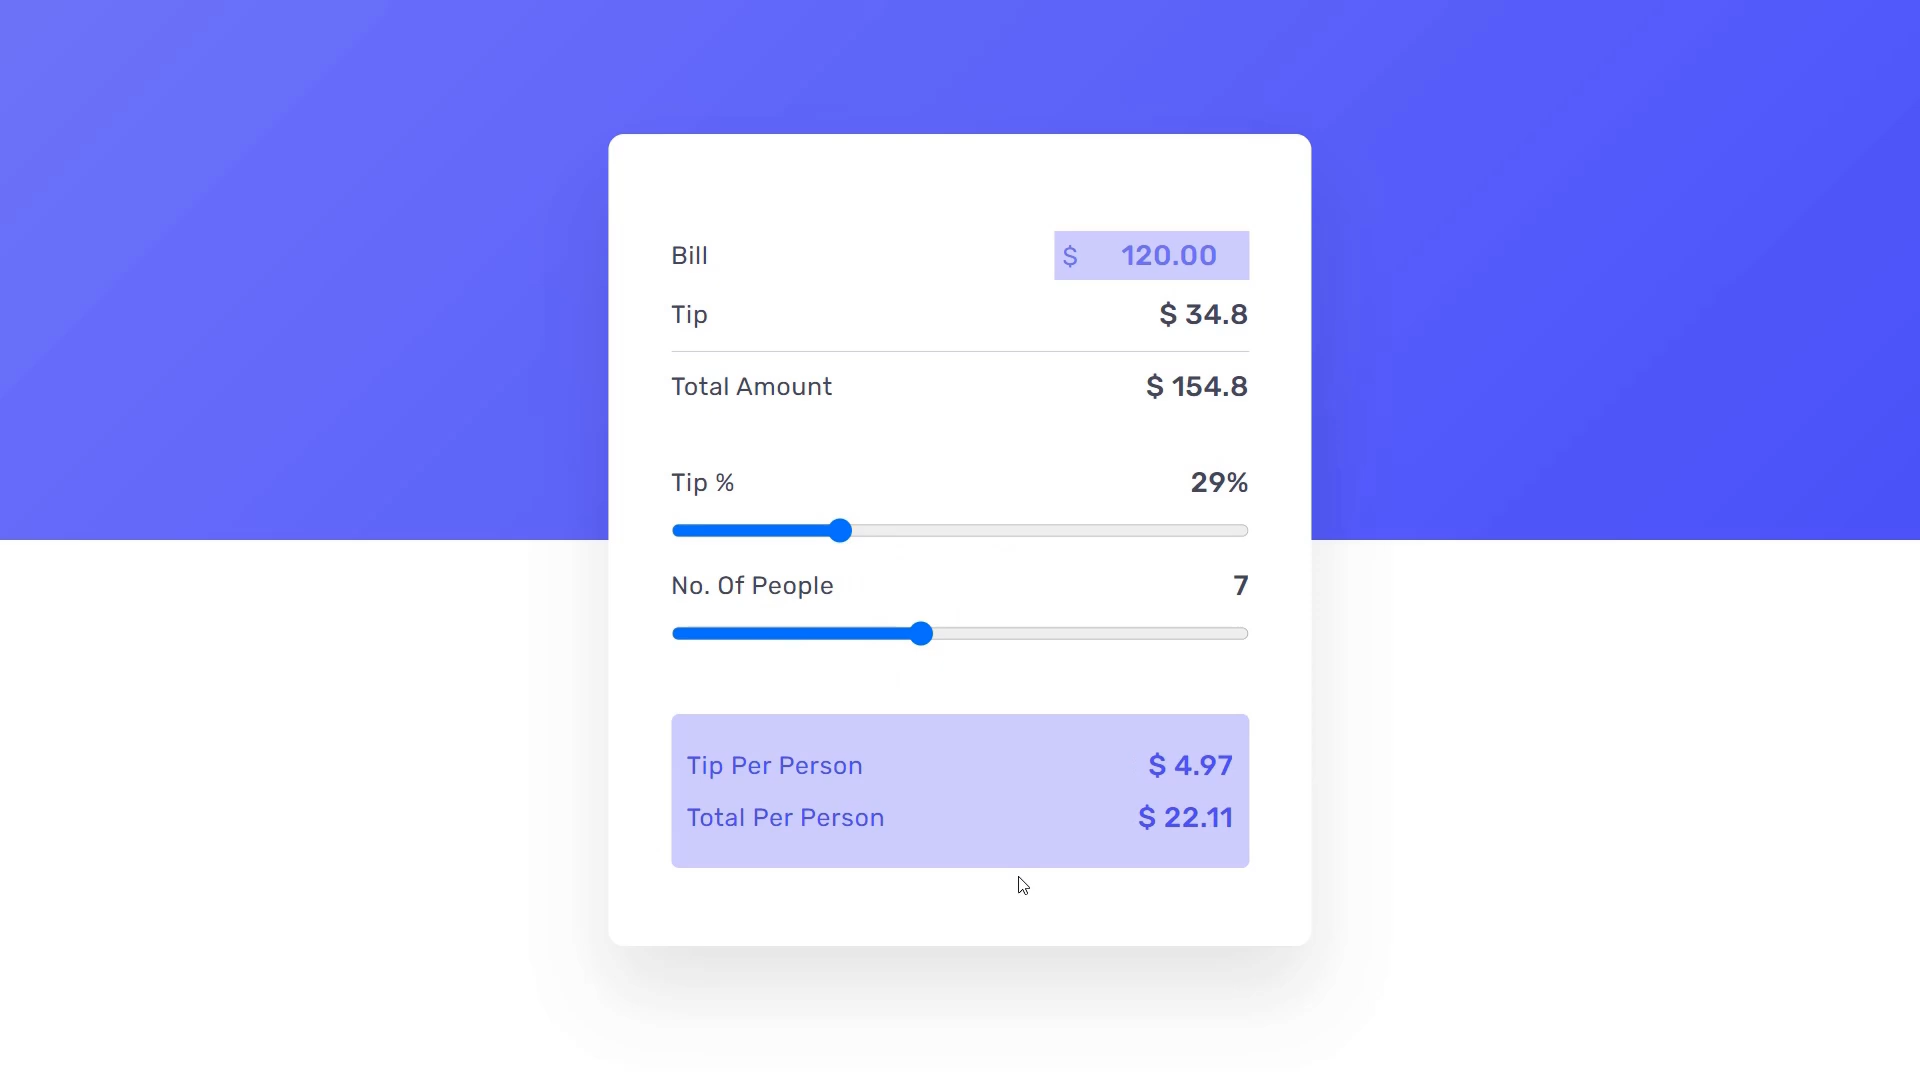 Bill $ 120.00
Tip $ 34.8
Total Amount $ 154.8
Tip % 29%
No. Of People 7
Tip Per Person $ 4.97
Total Per Person $ 22.11